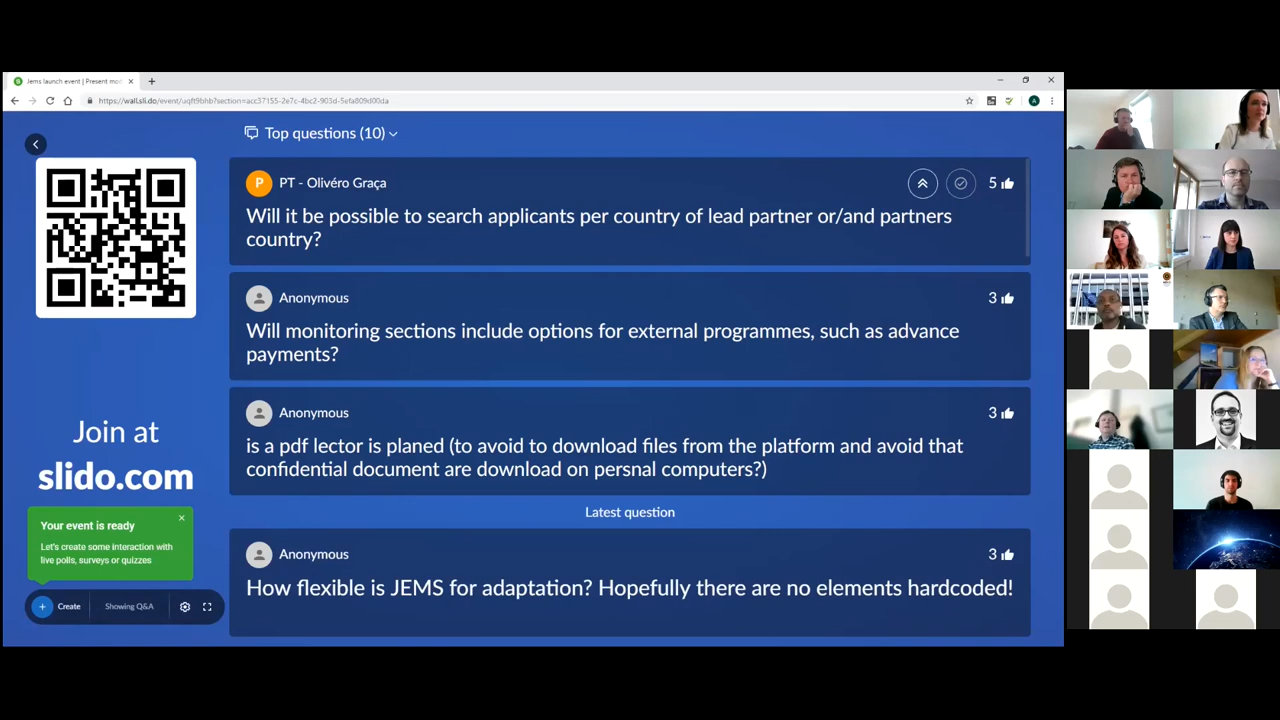 Jems launch event | Present mo
https://wall.sli.do/event/uqft9bhb?section=acc37155-2e7c-4bc2-903d-5efa809d00da
A
Top questions (10)
P
PT - Olivéro Graça
5
Will it be possible to search applicants per country of lead partner or/and partners
country?
Anonymous
3
Will monitoring sections include options for external programmes, such as advance
payments?
Anonymous
3
is a pdf lector is planed (to avoid to download files from the platform and avoid that
confidential document are download on persnal computers?)
Latest question
Anonymous
3
How flexible is JEMS for adaptation? Hopefully there are no elements hardcoded!
Join at
slido.com
Your event is ready
Let's create some interaction with
live polls, surveys or quizzes
Create
Showing Q&A